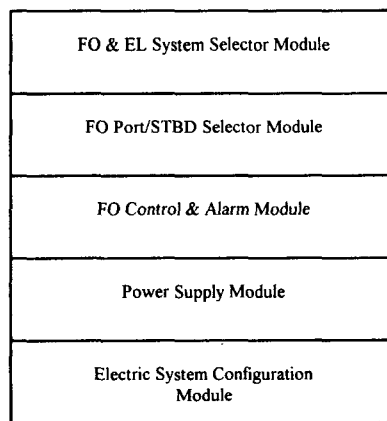 FO & EL System Selector Module
FO Port/STBD Selector Module
FO Control & Alarm Module
Power Supply Module
Electric System Configuration
Module